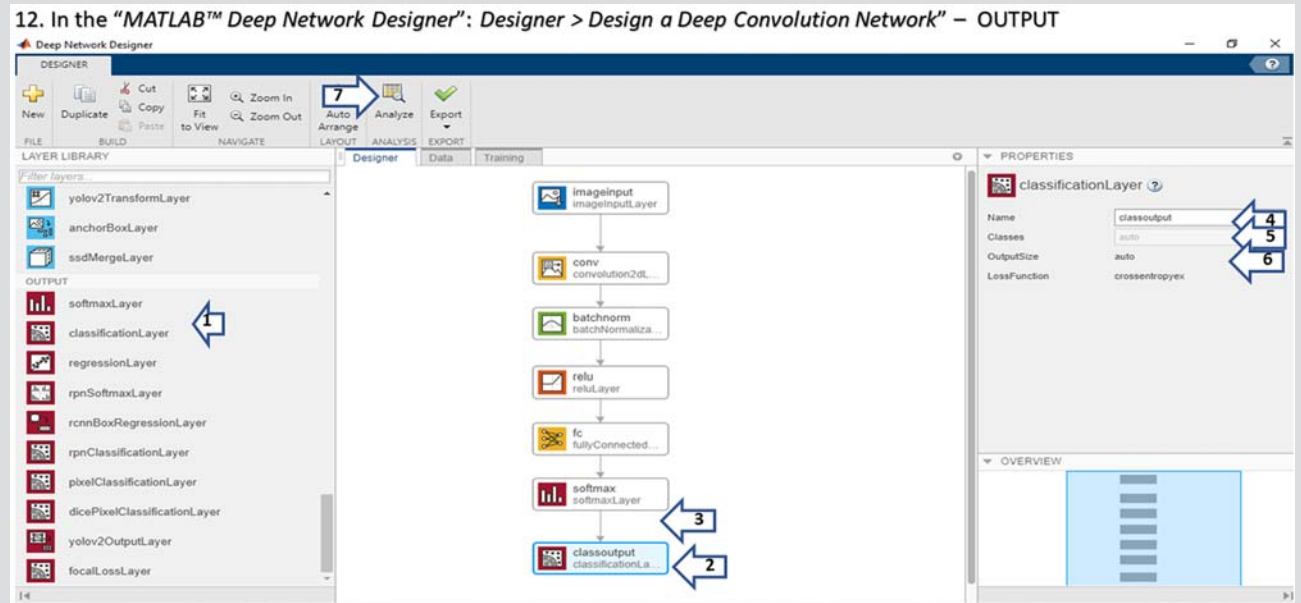 12. In the “MATLAB™ Deep Network Designer”: Designer > Design a Deep Convolution Network” – OUTPUT
Deep Network Designer
DESIGNER
New
Duplicate
Cut
Copy
Paste
Fit
to View
Zoom In
Zoom Out
7
Auto
Arrange
Analyze
Export
FILE
BUILD
NAVIGATE
LAYOUT
ANALYSIS
EXPORT
LAYER LIBRARY
Filter layers...
yolov2TransformLayer
anchorBoxLayer
ssdMergeLayer
OUTPUT
softmaxLayer
1
classificationLayer
regressionLayer
rpnSoftmaxLayer
rcnnBoxRegressionLayer
rpnClassificationLayer
pixelClassificationLayer
dicePixelClassificationLayer
yolov2OutputLayer
focalLossLayer
Designer
Data
Training
imageinput
imageInputLayer
conv
convolution2dL...
batchnorm
batchNormaliza...
relu
reluLayer
fc
fullyConnected...
softmax
softmaxLayer
3
classoutput
classificationLa...
2
PROPERTIES
classificationLayer ?
Name classoutput 4
Classes auto 5
OutputSize auto 6
LossFunction crossentropyex
OVERVIEW